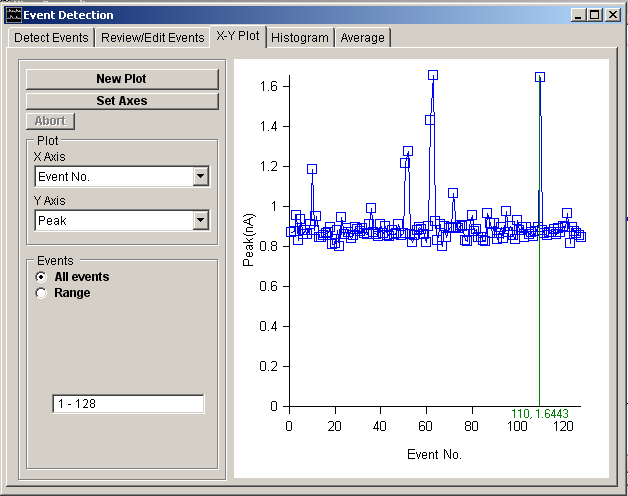 Event Detection
Detect Events
Review/Edit Events
X-Y Plot
Histogram
Average
New Plot
Set Axes
Abort
Plot
X Axis
Event No.
Y Axis
Peak
Events
All events
Range
1 - 128
Peak(nA)
1.6
1.4
1.2
1
0.8
0.6
0.4
0.2
0
110, 1.6443
0 20 40 60 80 100 120
Event No.